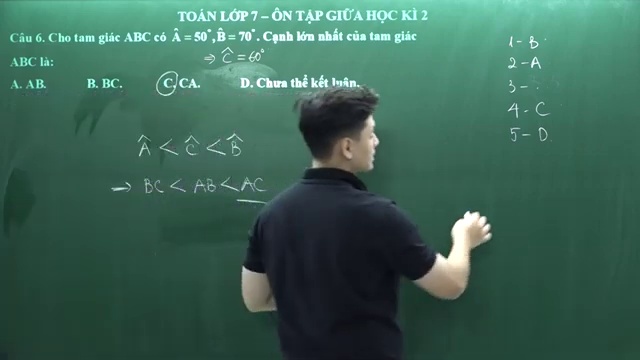 TOÁN LỚP 7 – ÔN TẬP GIỮA HỌC KÌ 2
Câu 6. Cho tam giác ABC có Â = 50°, B̂ = 70°. Cạnh lớn nhất của tam giác
⇒ Ĉ = 60°
ABC là:
A. AB. B. BC. C. CA. D. Chưa thể kết luận.
Â < Ĉ < B̂
→ BC < AB < AC
1 - B
2 - A
3 -
4 - C
5 - D